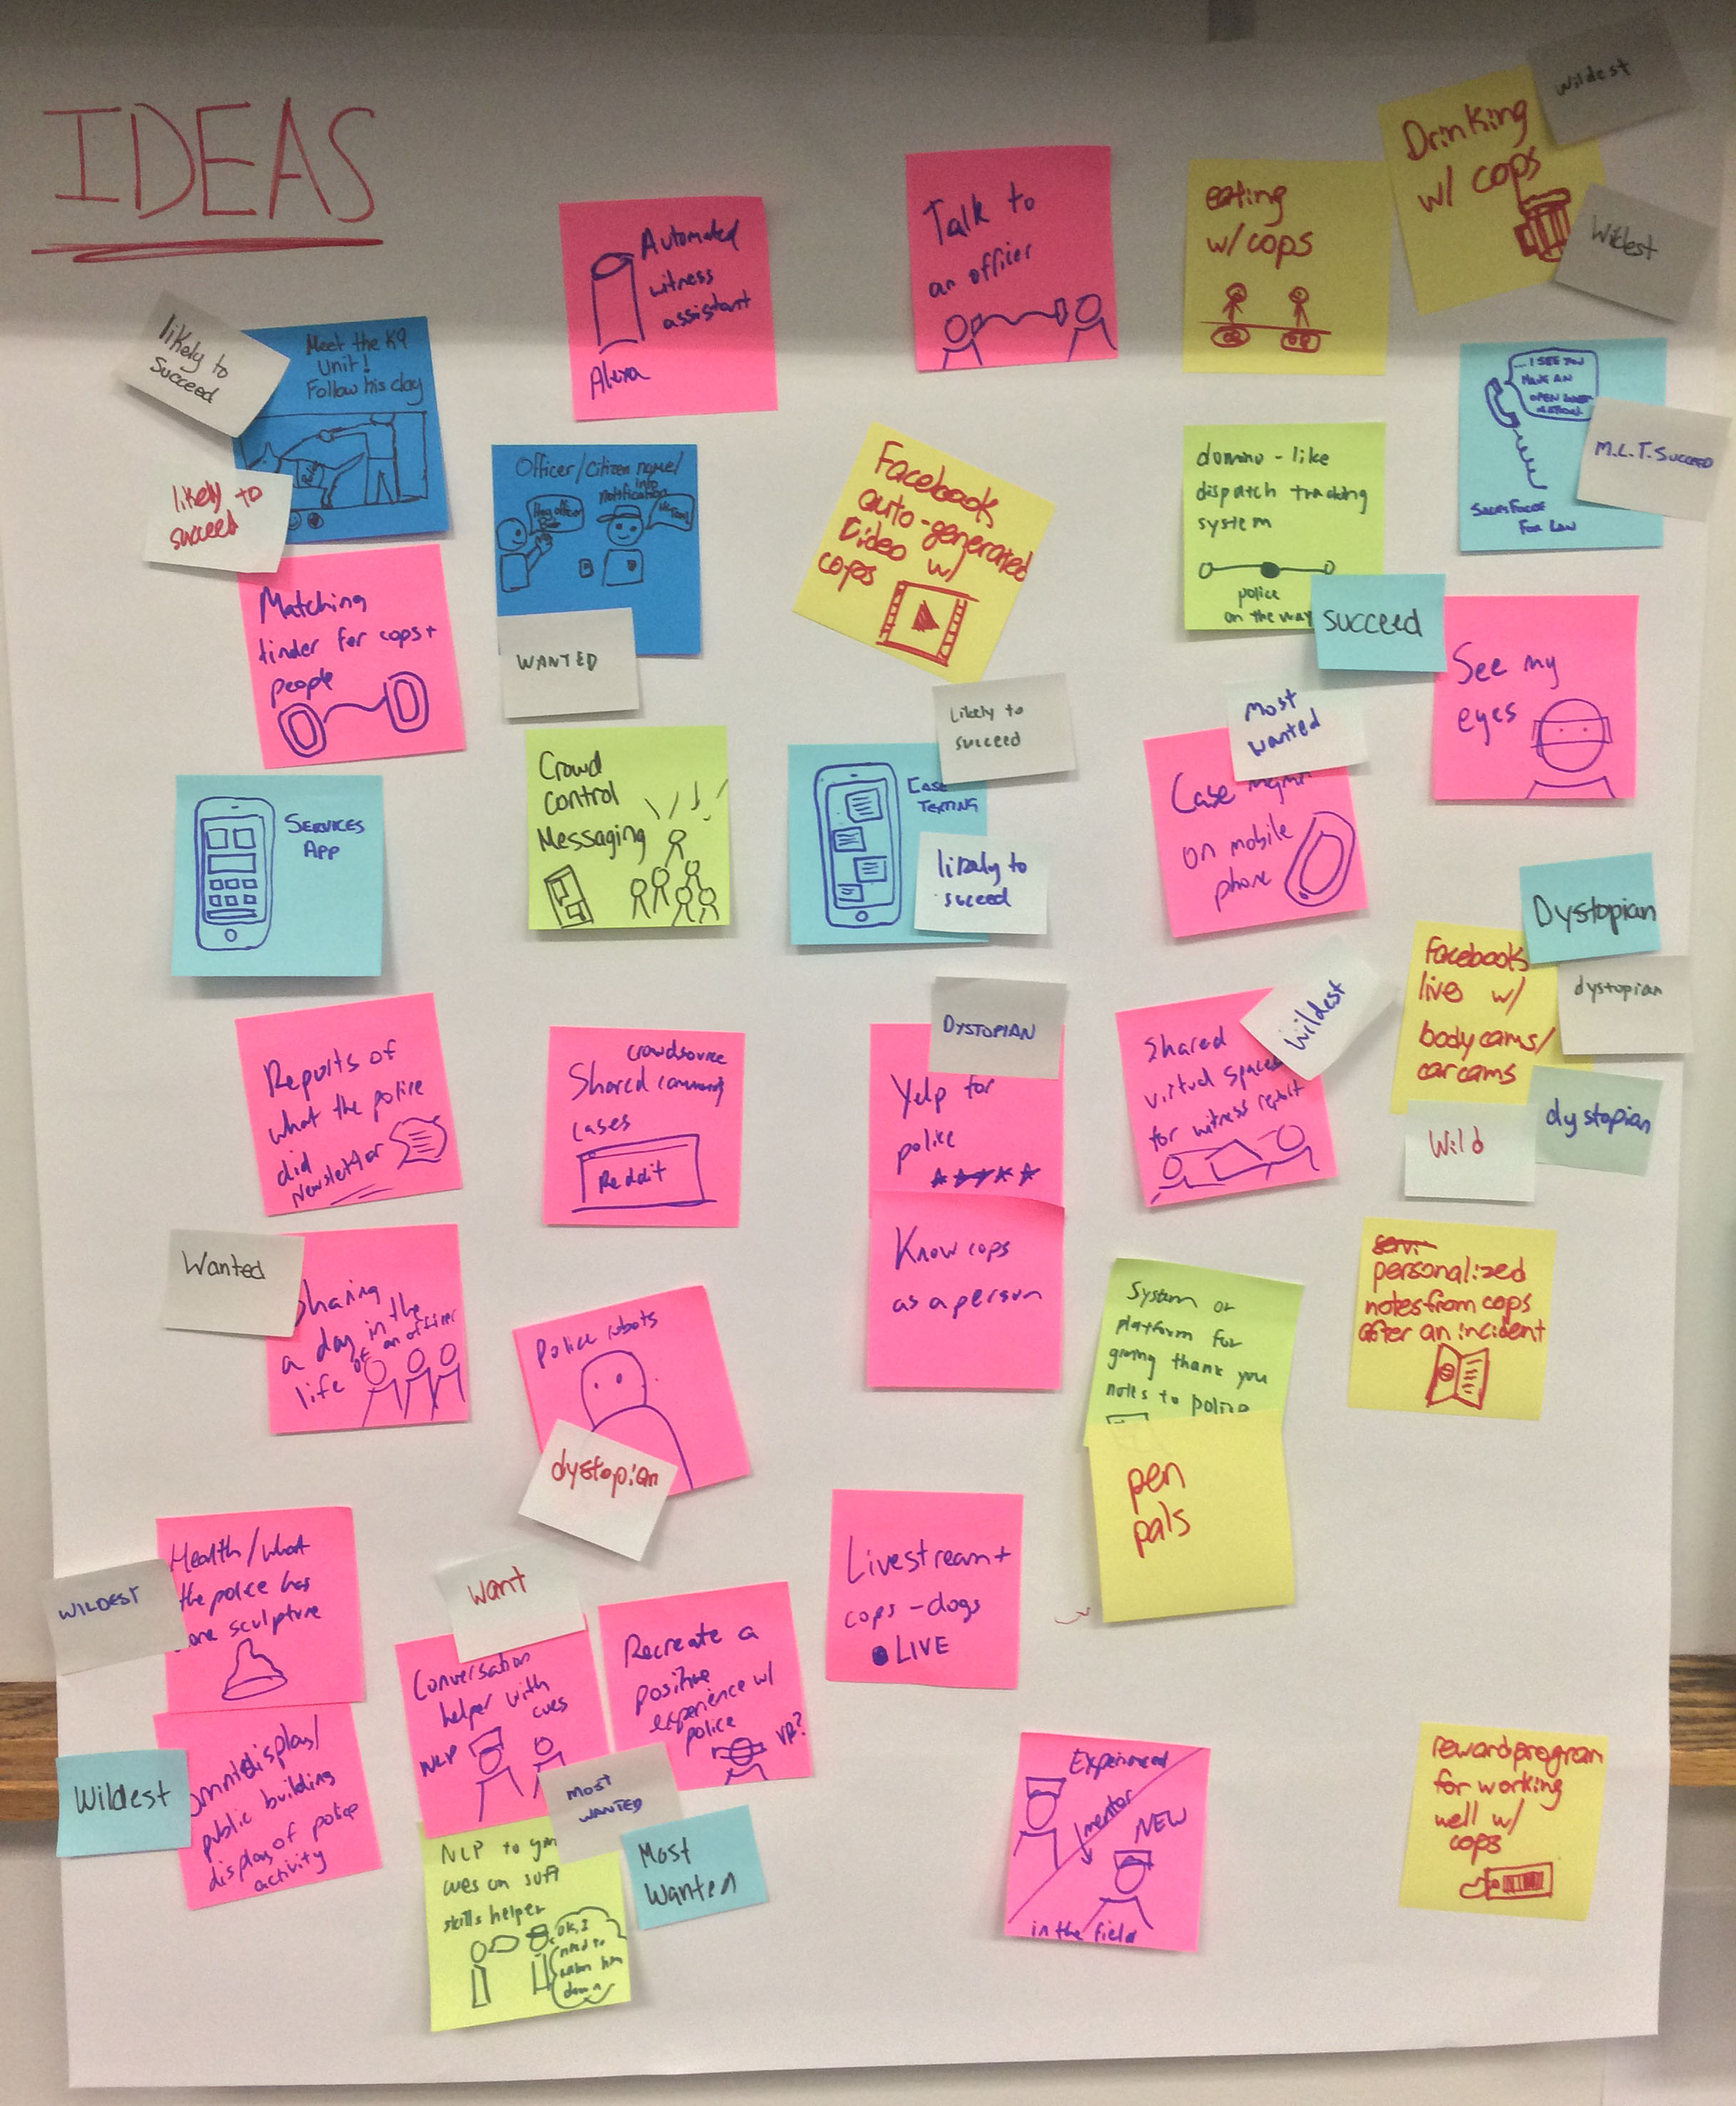 IDEAS
Wildest
Drinking
w/ cops
Wildest
Talk to
an officer
eating
w/cops
Automated
witness
assistant
Alexa
likely to
Succeed
Meet the K9
Unit!
Follow his day
likely to
succeed
Officer/Citizen name/
info
notification
Hey officer
WANTED
Facebook
auto-generated
video w/
cops
domino-like
dispatch tracking
system
police
on the way
Succeed
... I SEE YOU
HAVE AN
OPEN
SALESFORCE
FOR LAW
M.L.T. SUCCEED
Matching
tinder for cops+
people
See my
eyes
SERVICES
APP
Crowd
Control
Messaging
Likely to
succeed
CASE
TEXTING
likely to
succeed
Most
wanted
Case mgmt
on mobile
phone
Dystopian
dystopian
Facebook
live w/
body cams/
car cams
Wild
dystopian
Reports of
what the police
did
Newsletter
crowdsource
Shared community
cases
Reddit
DYSTOPIAN
Yelp for
police
Know cops
as a person
Wildest
Shared
virtual spaces
for witness report
Wanted
Sharing
a day in the
life of an officer
Police robots
dystopian
System or
platform for
giving thank you
notes to police
pen
pals
personalized
notes from cops
after an incident
WILDEST
Health/what
the police has
done sculpture
Wildest
display/
public building
display of police
activity
Want
Conversation
helper with
cues
NLP
Recreate a
positive
experience w/
police
VR?
Most
WANTED
Most
Wanted
NLP to give
cues on soft
skills helper
ok, I
need to
calm him
down
Livestream+
cops-dogs
LIVE
Experienced
mentor
NEW
in the field
reward program
for working
well w/
cops